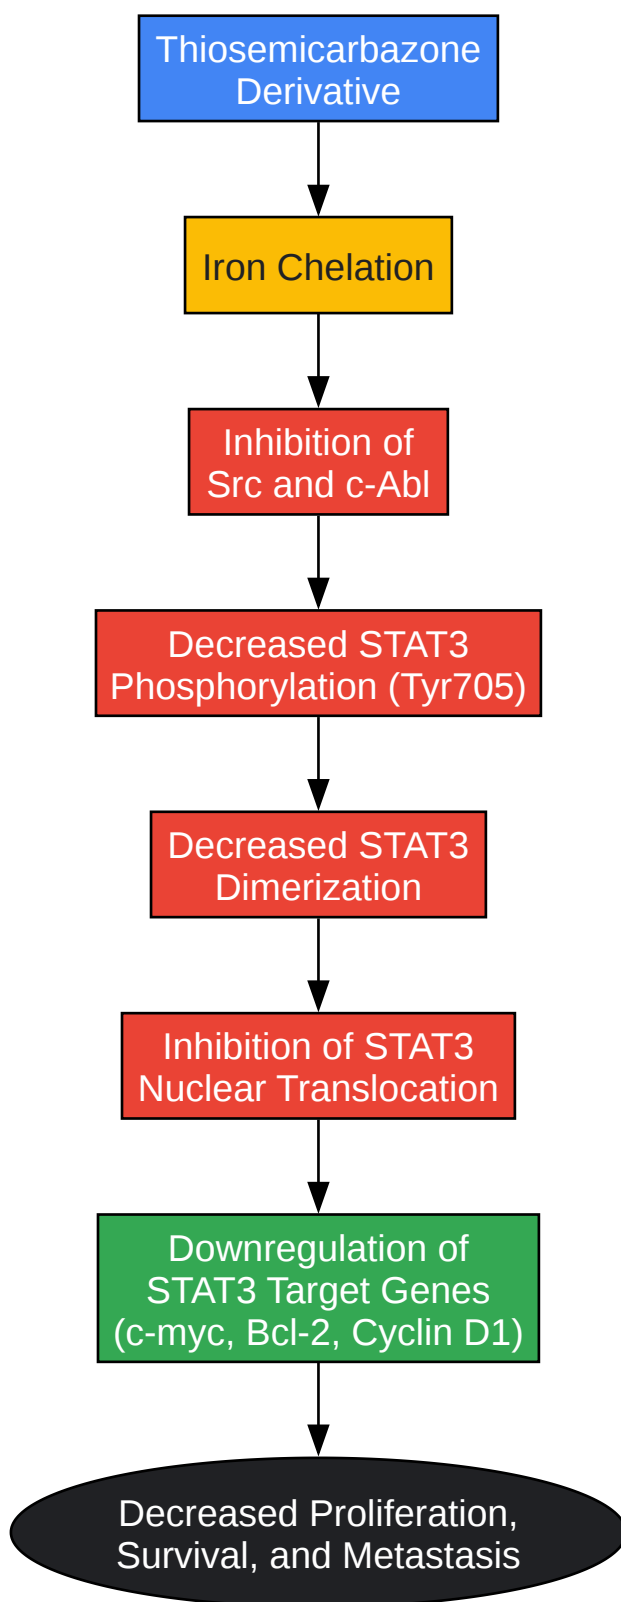 Thiosemicarbazone
Derivative
Iron Chelation
Inhibition of
Src and c-Abl
Decreased STAT3
Phosphorylation (Tyr705)
Decreased STAT3
Dimerization
Inhibition of STAT3
Nuclear Translocation
Downregulation of
STAT3 Target Genes
(c-myc, Bcl-2, Cyclin D1)
Decreased Proliferation,
Survival, and Metastasis